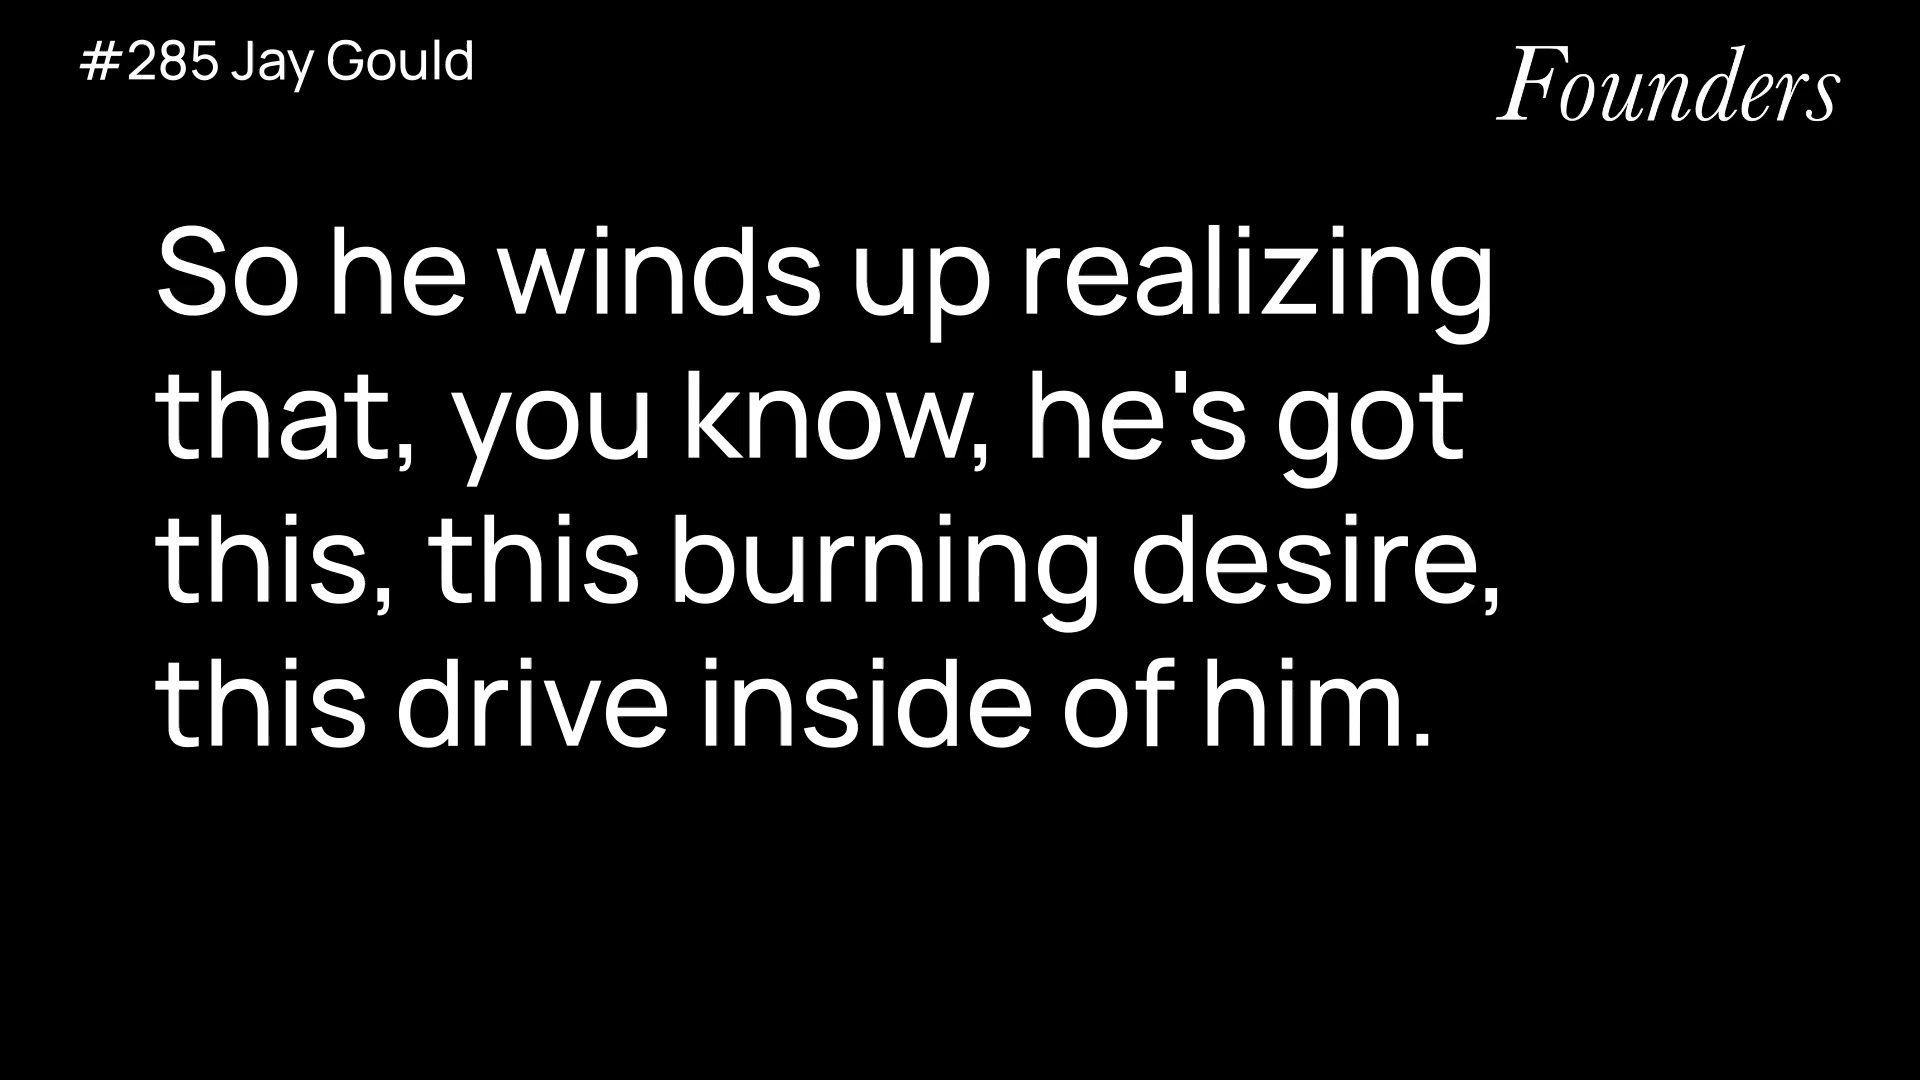 #285 Jay Gould
Founders
So he winds up realizing
that, you know, he's got
this, this burning desire,
this drive inside of him.